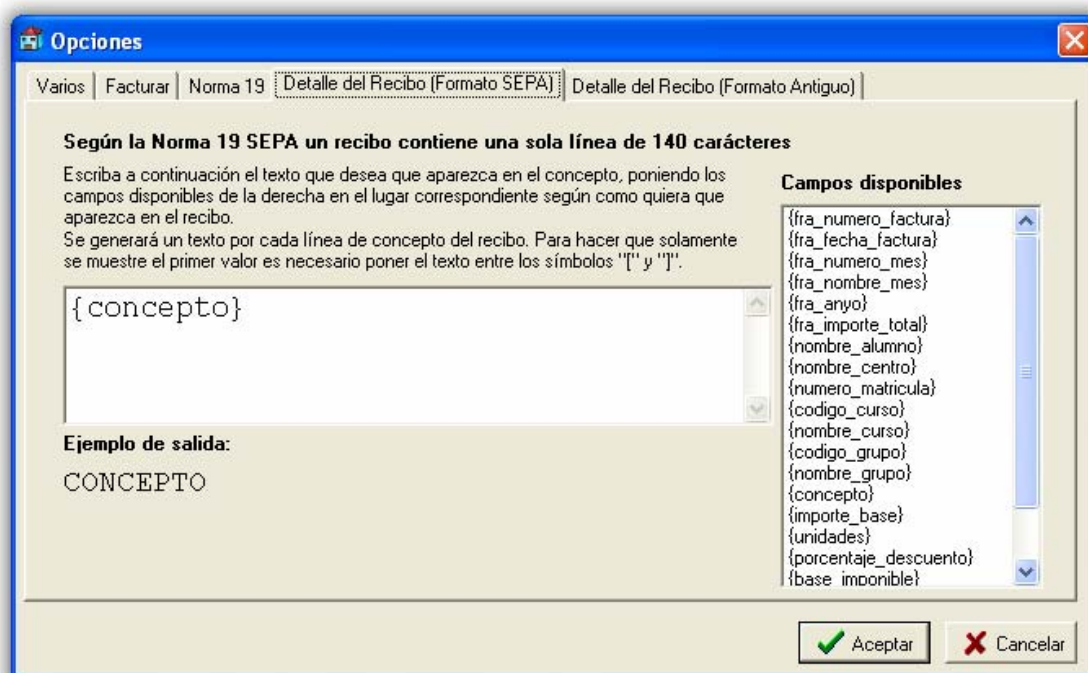 Opciones
Varios
Facturar
Norma 19
Detalle del Recibo (Formato SEPA)
Detalle del Recibo (Formato Antiguo)
Según la Norma 19 SEPA un recibo contiene una sola línea de 140 carácteres
Escriba a continuación el texto que desea que aparezca en el concepto, poniendo los
campos disponibles de la derecha en el lugar correspondiente según como quiera que
aparezca en el recibo.
Se generará un texto por cada línea de concepto del recibo. Para hacer que solamente
se muestre el primer valor es necesario poner el texto entre los símbolos "[" y "]".
{concepto}
Ejemplo de salida:
CONCEPTO
Campos disponibles
{fra_numero_factura}
{fra_fecha_factura}
{fra_numero_mes}
{fra_nombre_mes}
{fra_anyo}
{fra_importe_total}
{nombre_alumno}
{nombre_centro}
{numero_matricula}
{codigo_curso}
{nombre_curso}
{codigo_grupo}
{nombre_grupo}
{concepto}
{importe_base}
{unidades}
{porcentaje_descuento}
{base_imponible}
Aceptar
Cancelar